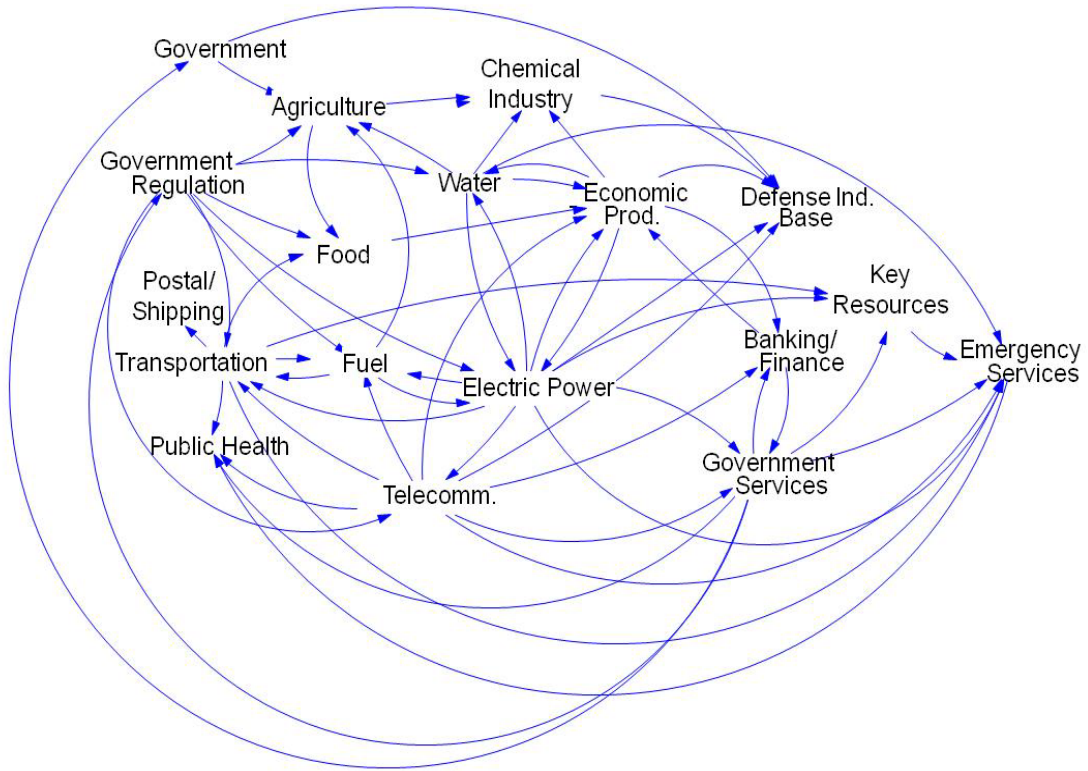 Government
Chemical
Industry
Agriculture
Government
Regulation
Water
Economic
Prod.
Defense Ind.
Base
Food
Postal/
Shipping
Key
Resources
Transportation
Fuel
Electric Power
Banking/
Finance
Emergency
Services
Public Health
Telecomm.
Government
Services